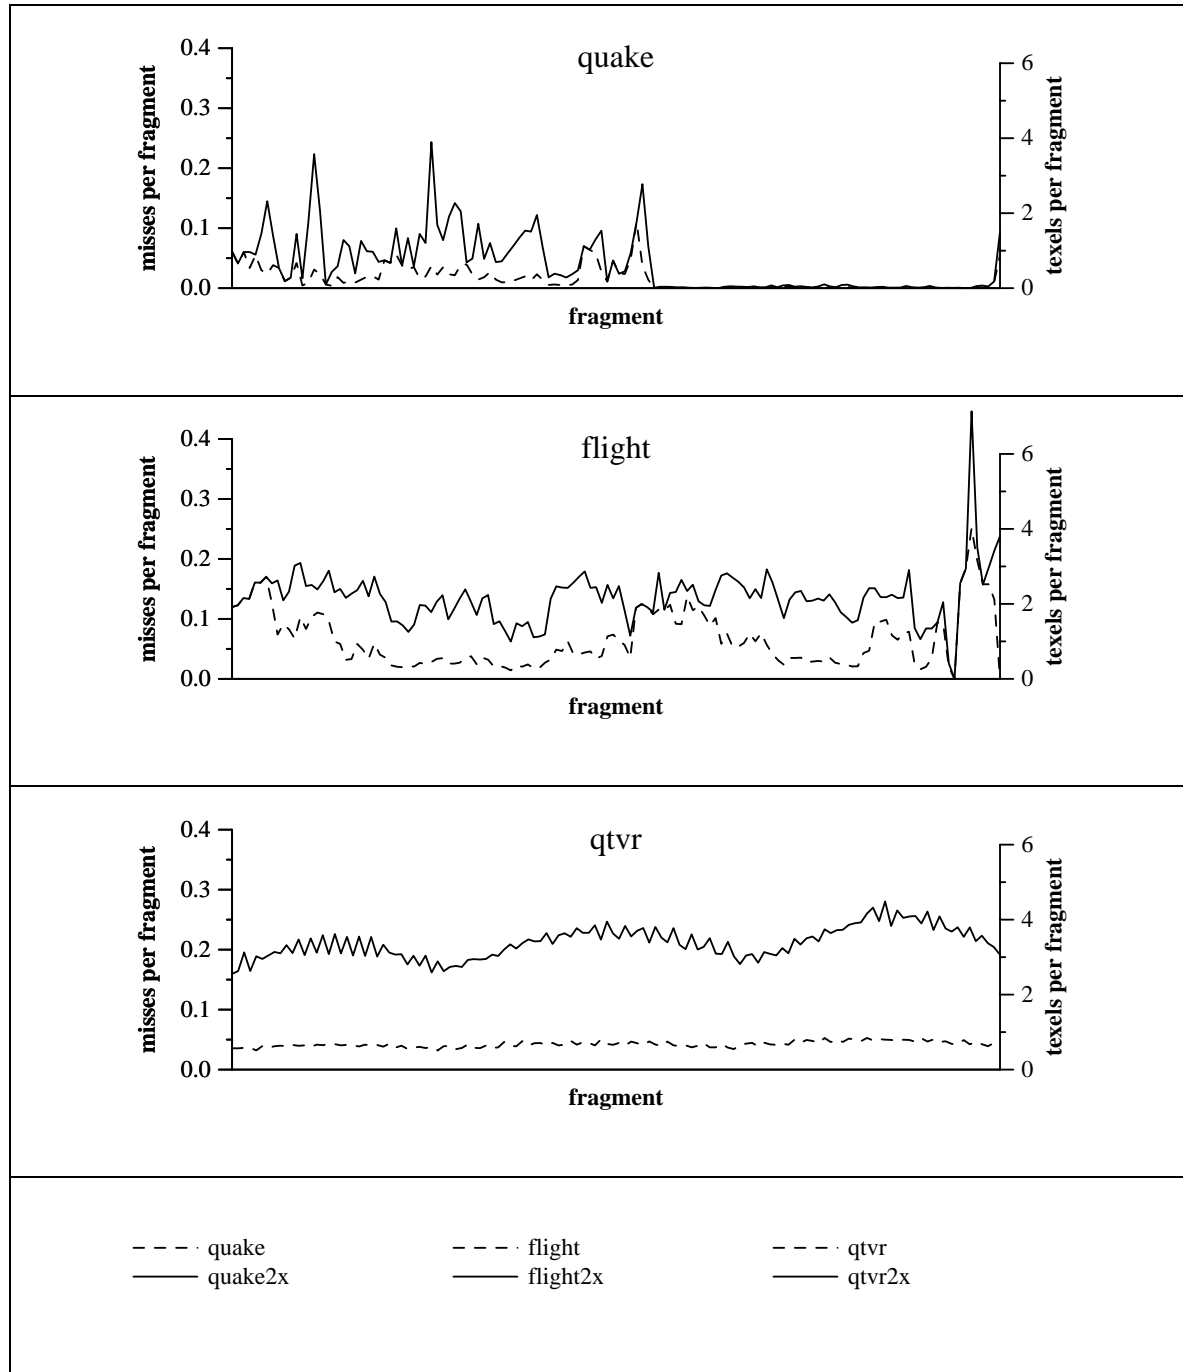 quake
0.4
0.3
0.2
0.1
0.0
misses per fragment
6
4
2
0
texels per fragment
fragment
flight
0.4
0.3
0.2
0.1
0.0
misses per fragment
6
4
2
0
texels per fragment
fragment
qtvr
0.4
0.3
0.2
0.1
0.0
misses per fragment
6
4
2
0
texels per fragment
fragment
quake
quake2x
flight
flight2x
qtvr
qtvr2x